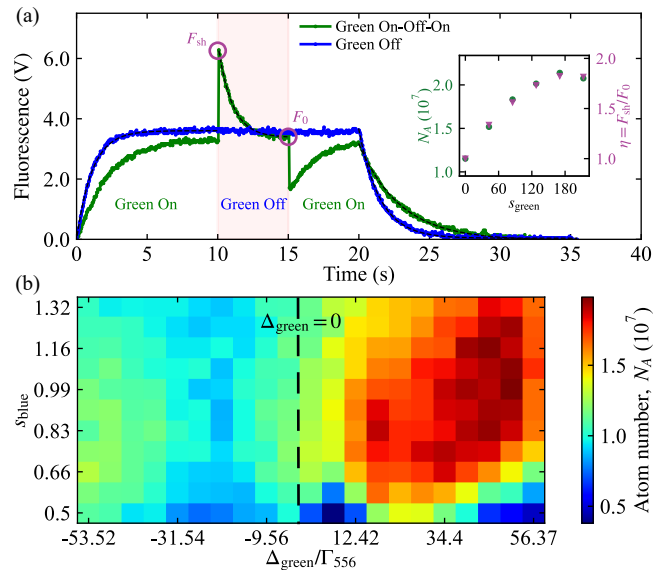 (a)
Fluorescence (V)
6.0
4.0
2.0
0.0
F_sh
F_0
Green On-Off-On
Green Off
Green On
Green Off
Green On
N_A (10^7)
2.0
1.5
1.0
η = F_sh/F_0
2.0
1.5
1.0
0 60 120 180
s_green
0 5 10 15 20 25 30 35 40
Time (s)
(b)
s_blue
1.32
1.16
0.99
0.83
0.66
0.5
Δ_green = 0
-53.52 -31.54 -9.56 12.42 34.4 56.37
Δ_green/Γ_556
1.5
1.0
0.5
Atom number, N_A (10^7)